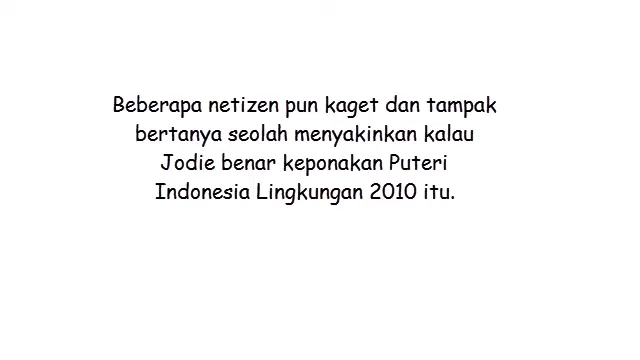 Beberapa netizen pun kaget dan tampak
bertanya seolah menyakinkan kalau
Jodie benar keponakan Puteri
Indonesia Lingkungan 2010 itu.